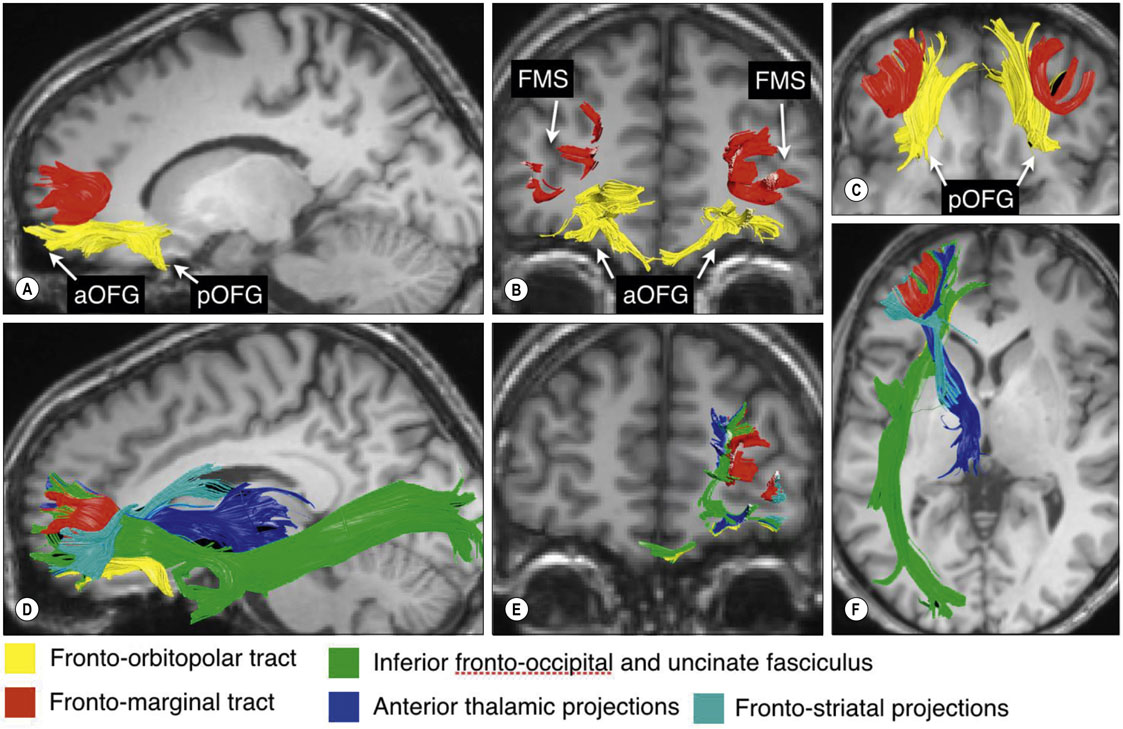 A
aOFG
pOFG
FMS
FMS
B
aOFG
C
pOFG
D
E
F
Fronto-orbitopolar tract
Inferior fronto-occipital and uncinate fasciculus
Fronto-marginal tract
Anterior thalamic projections
Fronto-striatal projections